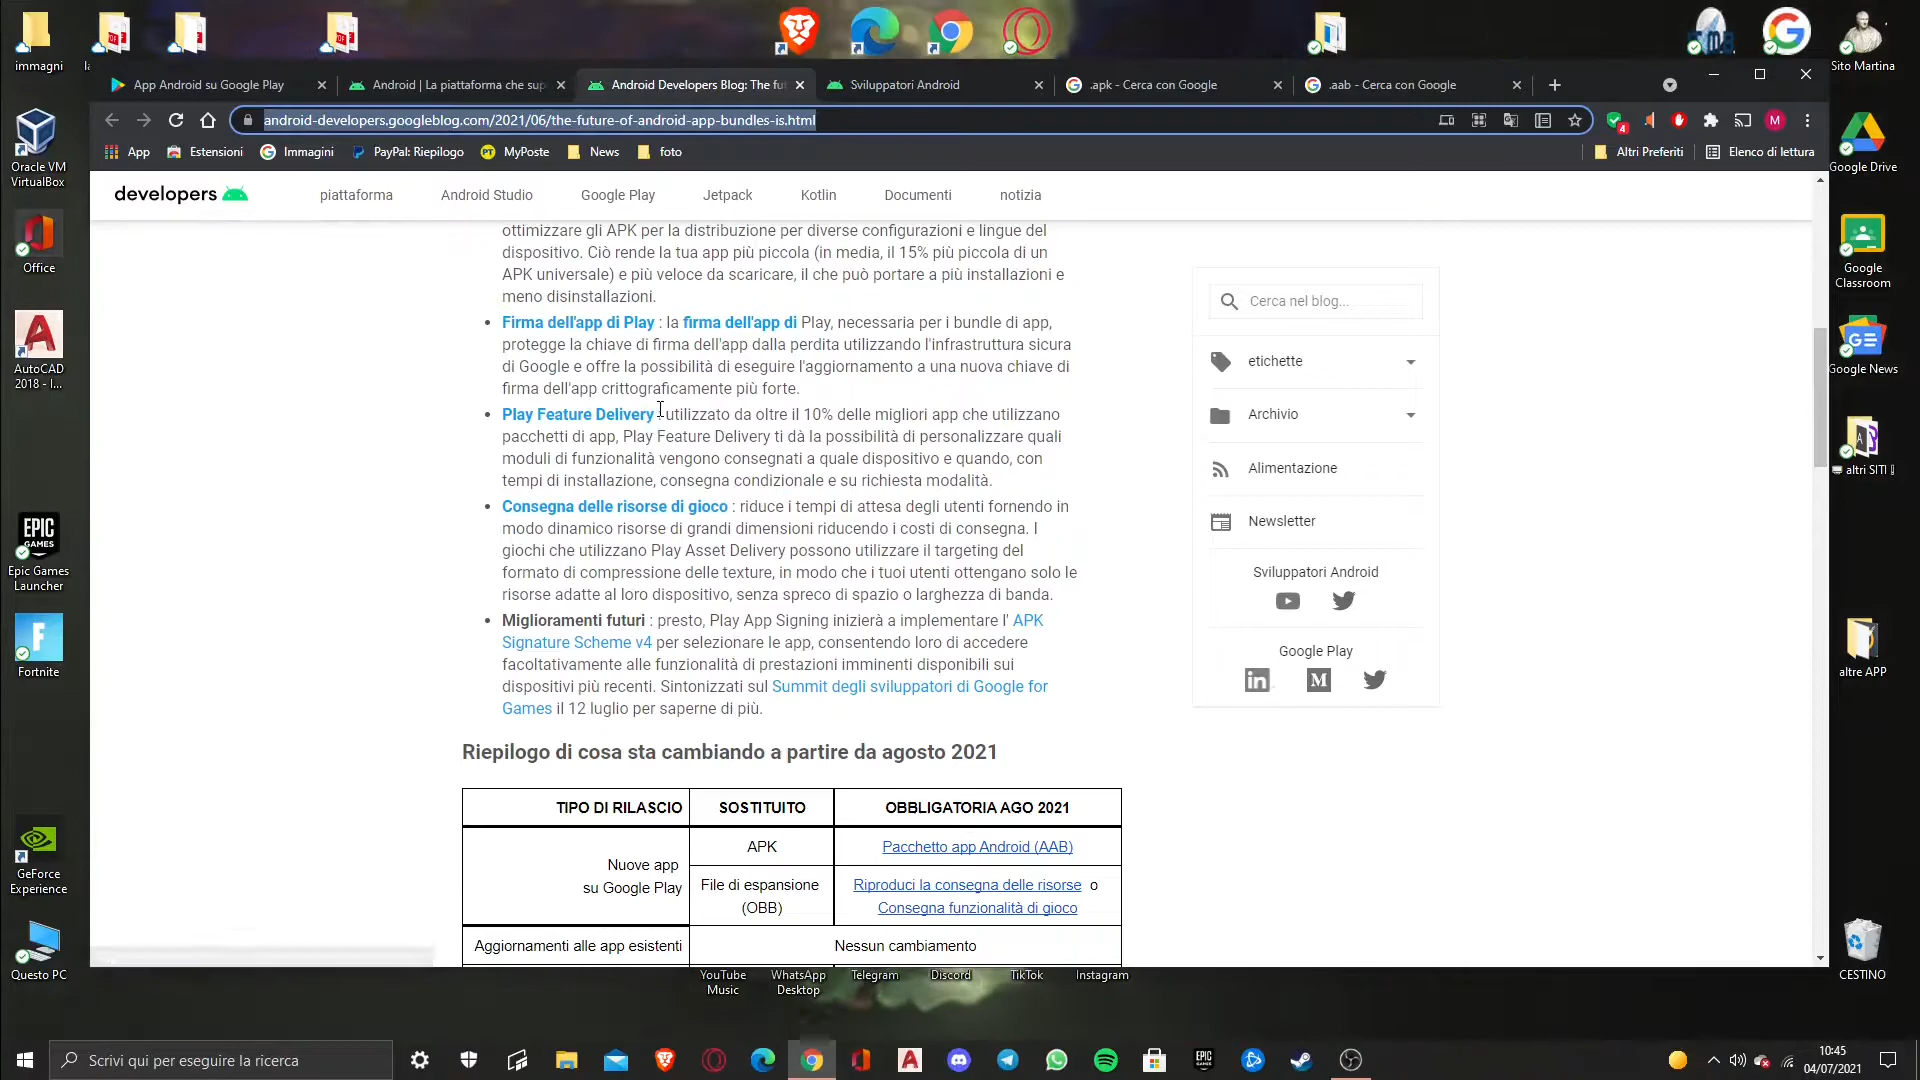 immagni
Sito Martina
App Android su Google Play
Android | La piattaforma che sup
Android Developers Blog: The fu
Sviluppatori Android
.apk - Cerca con Google
.aab - Cerca con Google
android-developers.googleblog.com/2021/06/the-future-of-android-app-bundles-is.html
4
M
App
Estensioni
Immagini
PayPal: Riepilogo
MyPoste
News
foto
Altri Preferiti
Elenco di lettura
Oracle VM
VirtualBox
Office
AutoCAD
2018 - I...
EPIC
GAMES
Epic Games
Launcher
Fortnite
GeForce
Experience
Questo PC
Google Drive
Google
Classroom
Google News
altri SITI
altre APP
CESTINO
developers
piattaforma
Android Studio
Google Play
Jetpack
Kotlin
Documenti
notizia
ottimizzare gli APK per la distribuzione per diverse configurazioni e lingue del
dispositivo. Ciò rende la tua app più piccola (in media, il 15% più piccola di un
APK universale) e più veloce da scaricare, il che può portare a più installazioni e
meno disinstallazioni.
Firma dell'app di Play : la firma dell'app di Play, necessaria per i bundle di app,
protegge la chiave di firma dell'app dalla perdita utilizzando l'infrastruttura sicura
di Google e offre la possibilità di eseguire l'aggiornamento a una nuova chiave di
firma dell'app crittograficamente più forte.
Play Feature Delivery : utilizzato da oltre il 10% delle migliori app che utilizzano
pacchetti di app, Play Feature Delivery ti dà la possibilità di personalizzare quali
moduli di funzionalità vengono consegnati a quale dispositivo e quando, con
tempi di installazione, consegna condizionale e su richiesta modalità.
Consegna delle risorse di gioco : riduce i tempi di attesa degli utenti fornendo in
modo dinamico risorse di grandi dimensioni riducendo i costi di consegna. I
giochi che utilizzano Play Asset Delivery possono utilizzare il targeting del
formato di compressione delle texture, in modo che i tuoi utenti ottengano solo le
risorse adatte al loro dispositivo, senza spreco di spazio o larghezza di banda.
Miglioramenti futuri : presto, Play App Signing inizierà a implementare l' APK
Signature Scheme v4 per selezionare le app, consentendo loro di accedere
facoltativamente alle funzionalità di prestazioni imminenti disponibili sui
dispositivi più recenti. Sintonizzati sul Summit degli sviluppatori di Google for
Games il 12 luglio per saperne di più.
Riepilogo di cosa sta cambiando a partire da agosto 2021
TIPO DI RILASCIO
SOSTITUITO
OBBLIGATORIA AGO 2021
Nuove app
su Google Play
APK
Pacchetto app Android (AAB)
File di espansione
(OBB)
Riproduci la consegna delle risorse o
Consegna funzionalità di gioco
Aggiornamenti alle app esistenti
Nessun cambiamento
Cerca nel blog...
etichette
Archivio
Alimentazione
Newsletter
Sviluppatori Android
Google Play
YouTube
Music
WhatsApp
Desktop
Telegram
Discord
TikTok
Instagram
Scrivi qui per eseguire la ricerca
10:45
04/07/2021